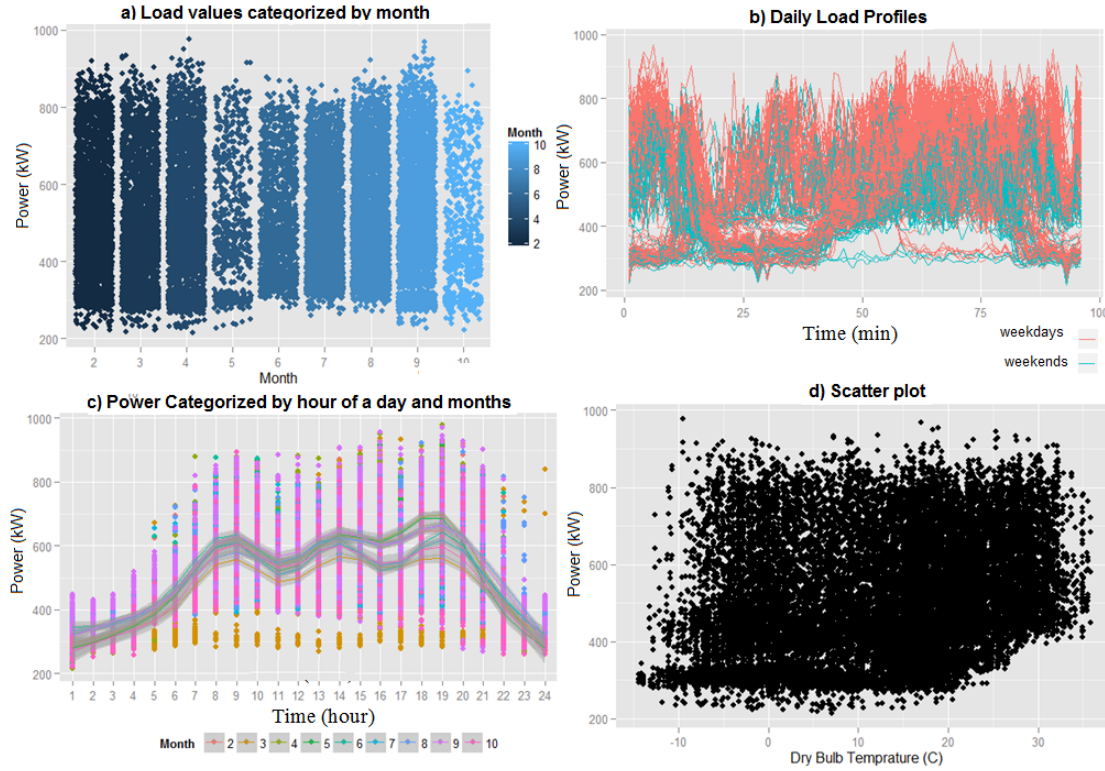 a) Load values categorized by month
1000
800
600
400
200
Power (kW)
2 3 4 5 6 7 8 9 10
Month
Month
10
8
6
4
2
b) Daily Load Profiles
1000
800
600
400
200
Power (kW)
0 25 50 75 100
Time (min)
weekdays
weekends
c) Power Categorized by hour of a day and months
1000
800
600
400
200
Power (kW)
1 2 3 4 5 6 7 8 9 10 11 12 13 14 15 16 17 18 19 20 21 22 23 24
Time (hour)
Month 2 3 4 5 6 7 8 9 10
d) Scatter plot
1000
800
600
400
200
Power (kW)
-10 0 10 20 30
Dry Bulb Temprature (C)